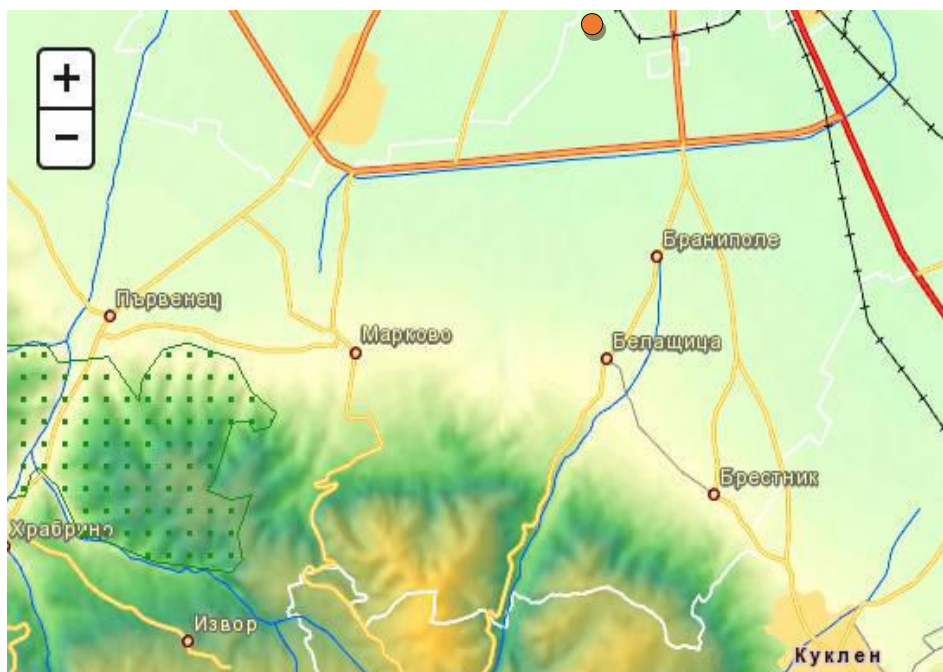 +
−
Браниполе
Първенец
Марково
Белащица
Брестник
Храбрино
Извор
Куклен